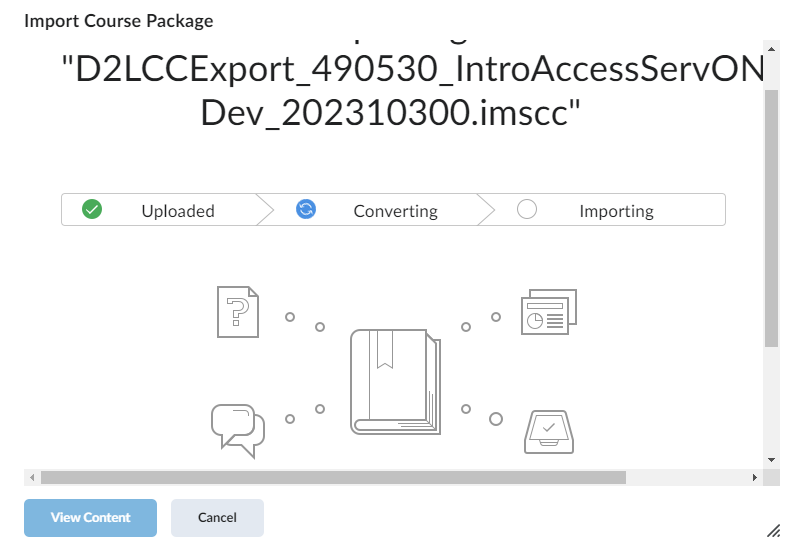 Import Course Package
"D2LCCExport_490530_IntroAccessServON
Dev_202310300.imscc"
Uploaded
Converting
Importing
View Content
Cancel